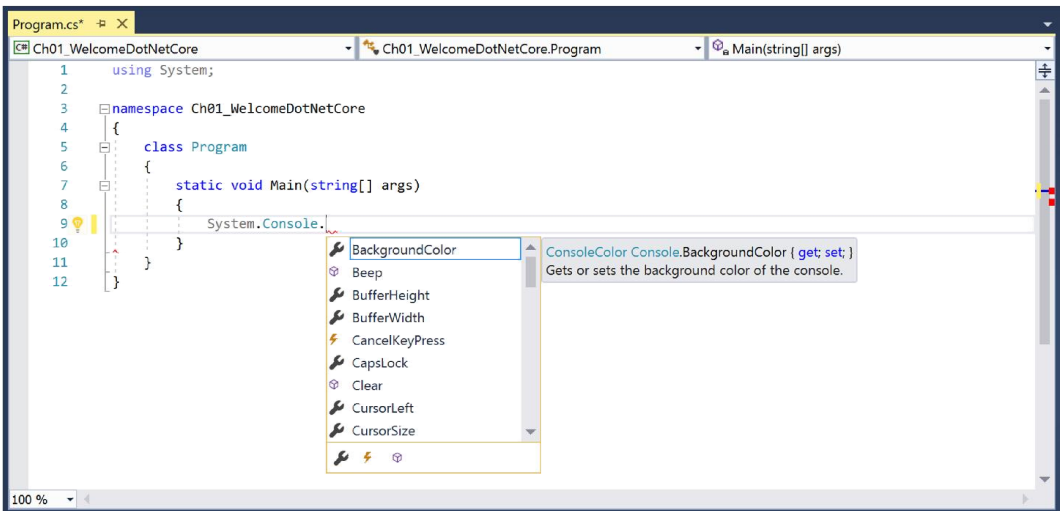 Program.cs*
C# Ch01_WelcomeDotNetCore Ch01_WelcomeDotNetCore.Program Main(string[] args)
1 using System;
2
3 namespace Ch01_WelcomeDotNetCore
4 {
5 class Program
6 {
7 static void Main(string[] args)
8 {
9 System.Console.
10 }
11 }
12 }
BackgroundColor
Beep
BufferHeight
BufferWidth
CancelKeyPress
CapsLock
Clear
CursorLeft
CursorSize
ConsoleColor Console.BackgroundColor { get; set; }
Gets or sets the background color of the console.
100 %